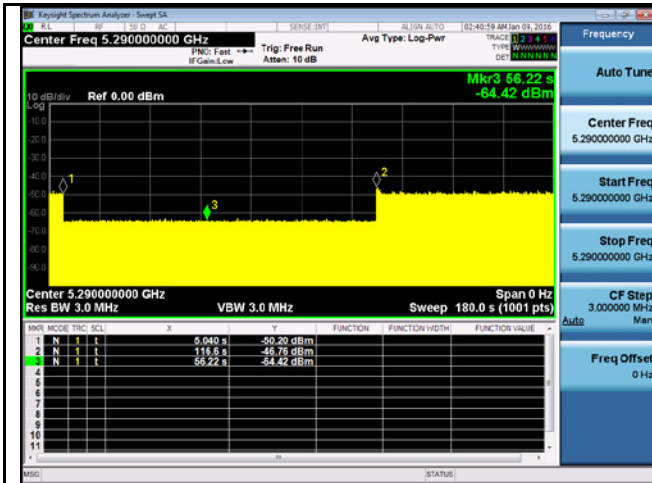 Keysight Spectrum Analyzer - Swept SA
RL RF 50 Ω AC SENSE:INT ALIGN AUTO 02:40:59 AM Jan 09, 2016
Center Freq 5.290000000 GHz
PNO: Fast
IFGain:Low
Trig: Free Run
Atten: 10 dB
Avg Type: Log-Pwr
TRACE 1 2 3 4 5 6
TYPE WWWWWW
DET N N N N N N
Mkr3 56.22 s
-64.42 dBm
10 dB/div Ref 0.00 dBm
Log
-10.0
-20.0
-30.0
-40.0
-50.0
-60.0
-70.0
-80.0
-90.0
1
2
3
Center 5.290000000 GHz Span 0 Hz
Res BW 3.0 MHz VBW 3.0 MHz Sweep 180.0 s (1001 pts)
MKR MODE TRC SCL X Y FUNCTION FUNCTION WIDTH FUNCTION VALUE
1 N 1 t 5.040 s -50.20 dBm
2 N 1 t 116.6 s -46.76 dBm
3 N 1 t 56.22 s -64.42 dBm
4
5
6
7
8
9
10
11
MSG STATUS
Frequency
Auto Tune
Center Freq
5.290000000 GHz
Start Freq
5.290000000 GHz
Stop Freq
5.290000000 GHz
CF Step
3.000000 MHz
Auto Man
Freq Offset
0 Hz